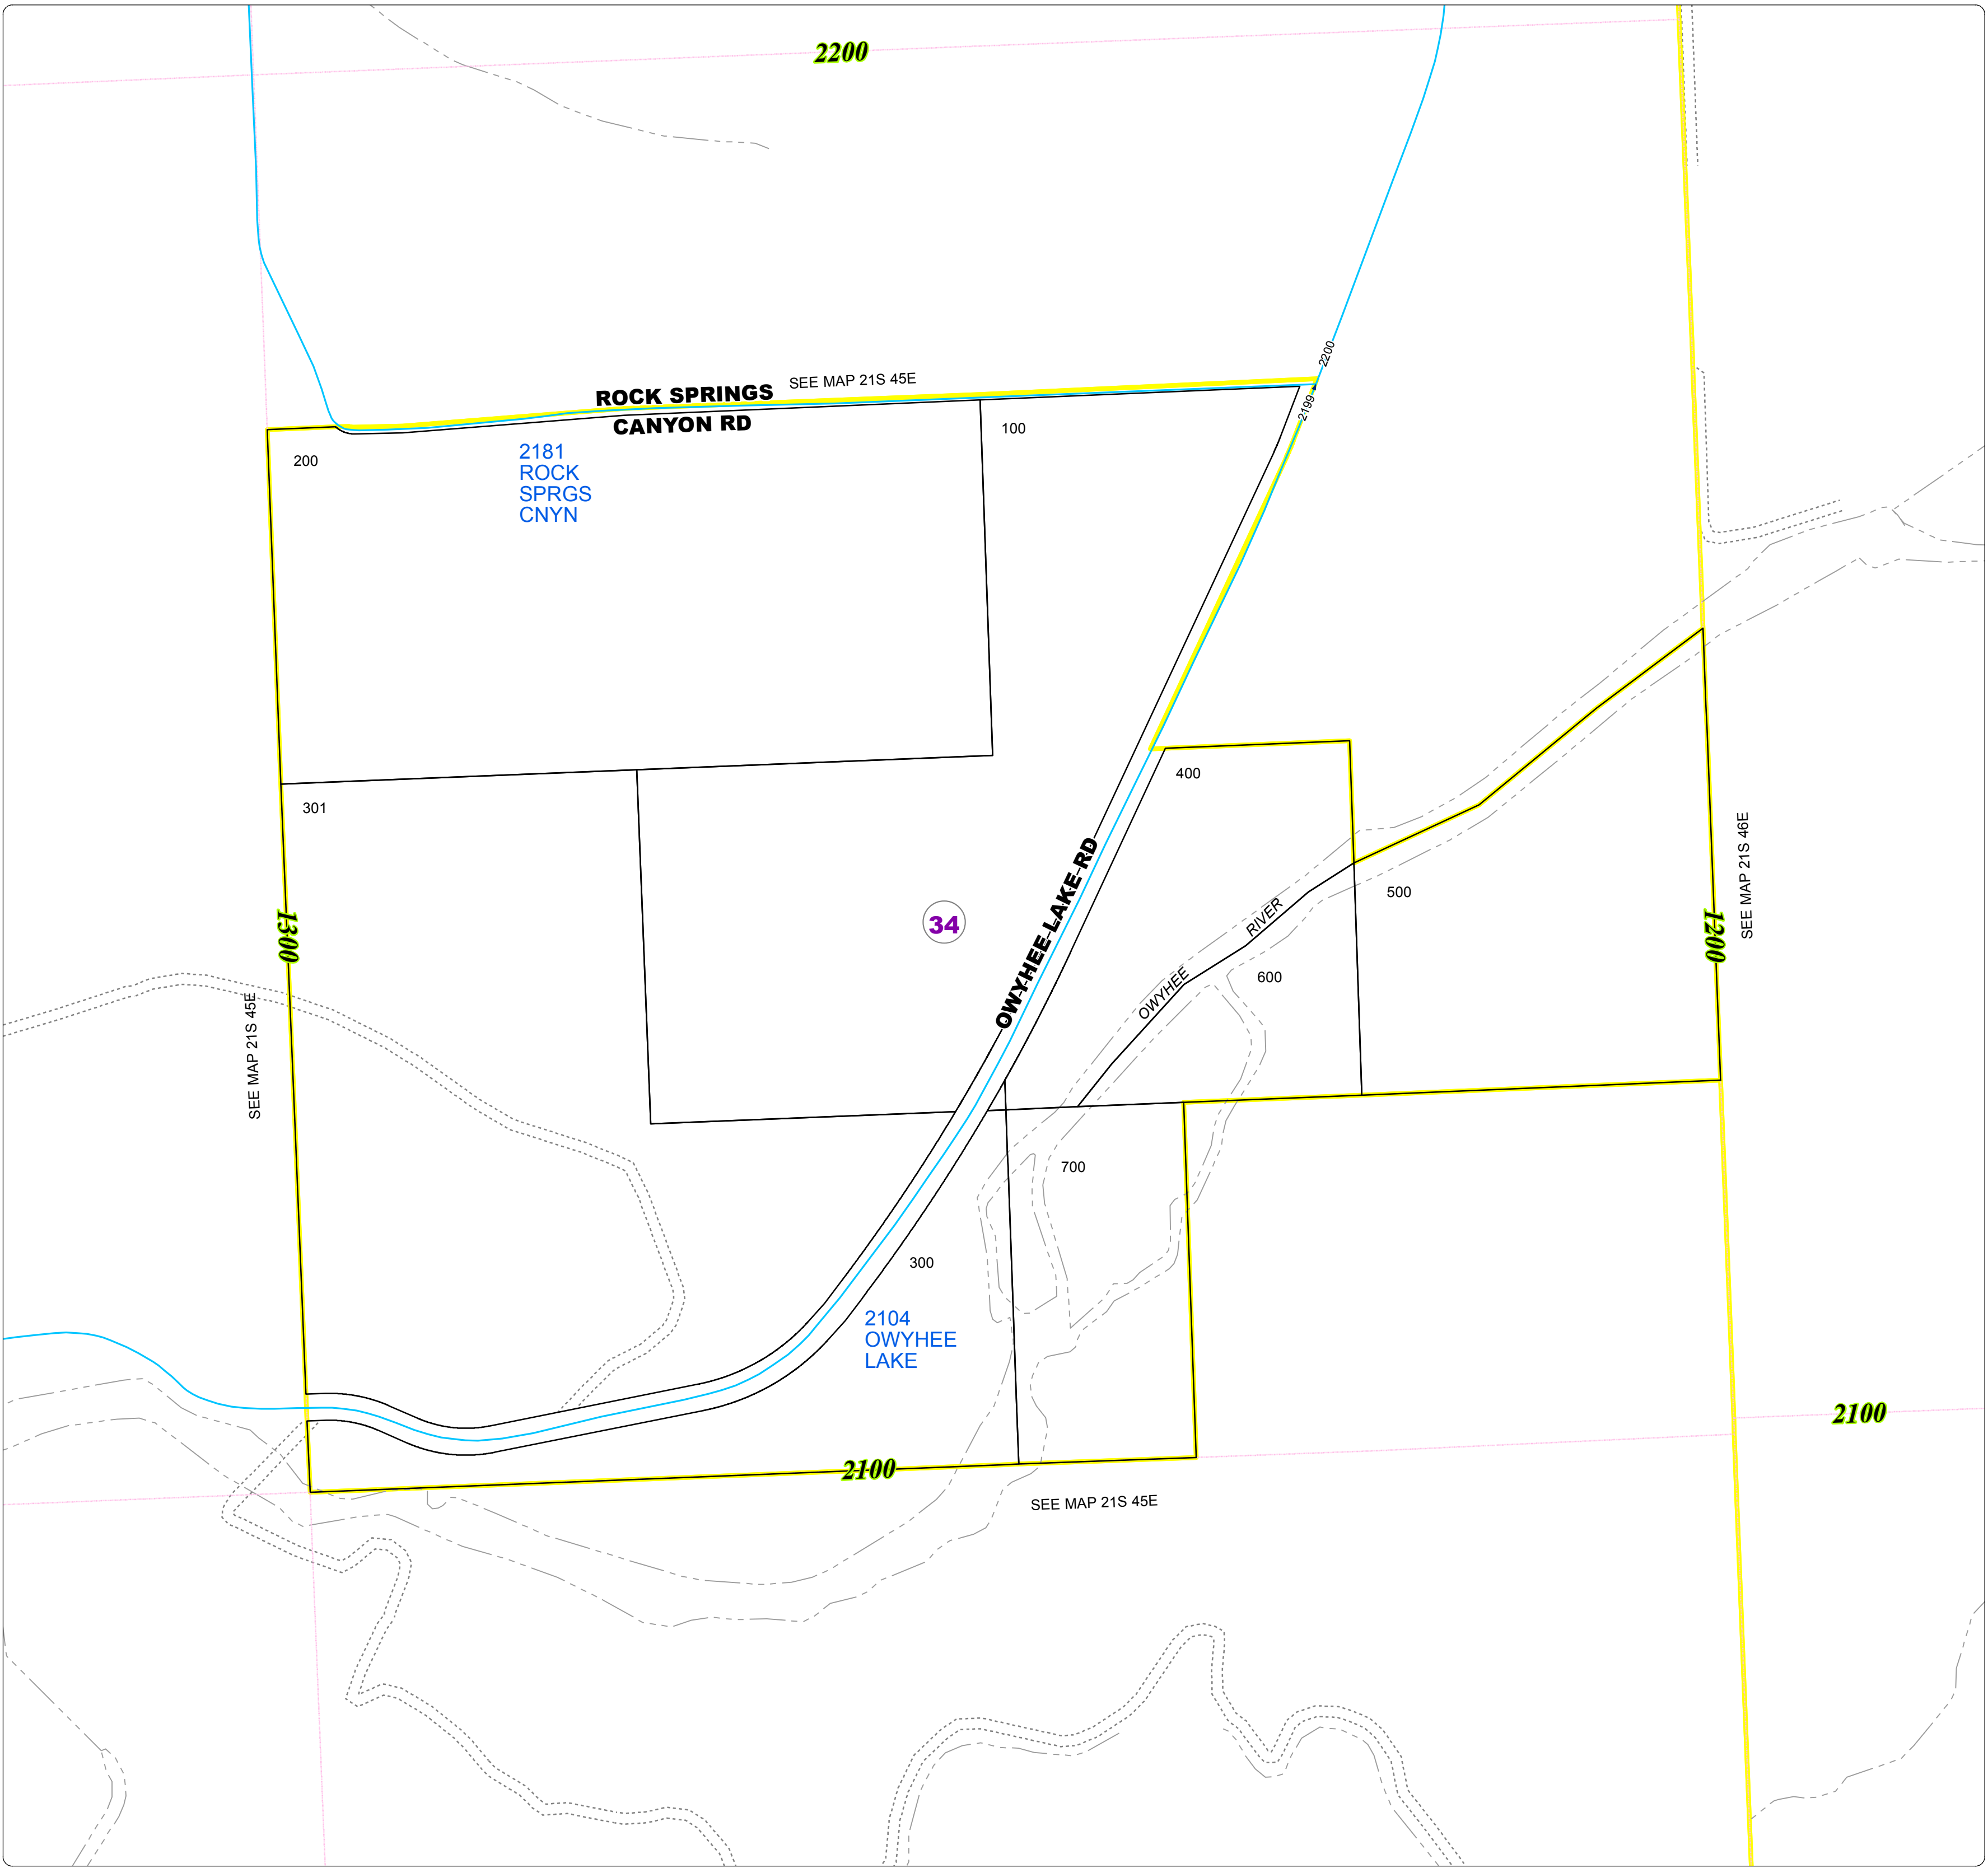 2200
2200
2199
ROCK SPRINGS
SEE MAP 21S 45E
CANYON RD
100
200
2181
ROCK
SPRGS
CNYN
400
301
SEE MAP 21S 46E
OWYHEE LAKE RD
500
34
RIVER
1300
1200
600
OWYHEE
SEE MAP 21S 45E
700
300
2104
OWYHEE
LAKE
2100
2100
SEE MAP 21S 45E